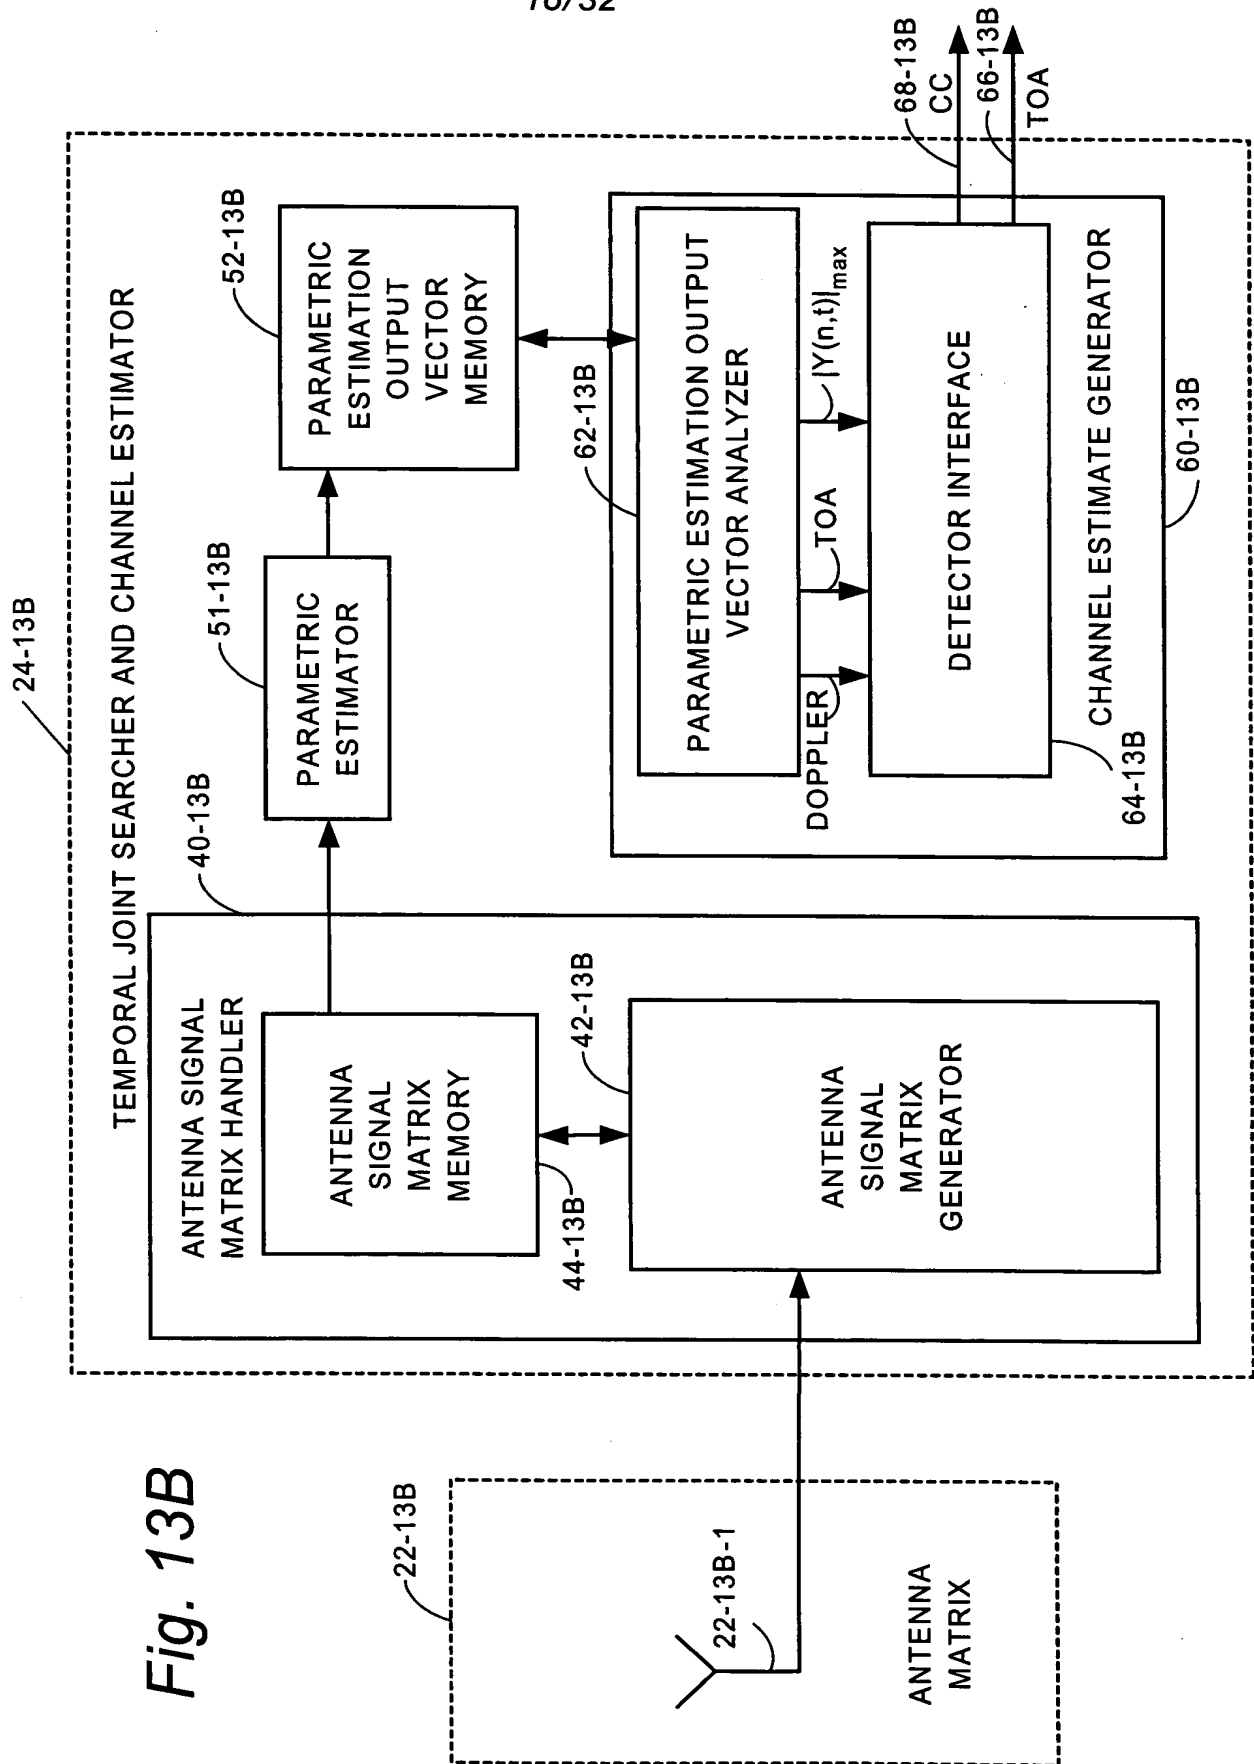 16/32
Fig. 13B
24-13B
TEMPORAL JOINT SEARCHER AND CHANNEL ESTIMATOR
22-13B
22-13B-1
ANTENNA
MATRIX
40-13B
ANTENNA SIGNAL
MATRIX HANDLER
ANTENNA
SIGNAL
MATRIX
MEMORY
44-13B
42-13B
ANTENNA
SIGNAL
MATRIX
GENERATOR
51-13B
PARAMETRIC
ESTIMATOR
52-13B
PARAMETRIC
ESTIMATION
OUTPUT
VECTOR
MEMORY
62-13B
PARAMETRIC ESTIMATION OUTPUT
VECTOR ANALYZER
DOPPLER
TOA
|Y(n,t)|max
DETECTOR INTERFACE
64-13B
CHANNEL ESTIMATE GENERATOR
60-13B
68-13B
CC
66-13B
TOA